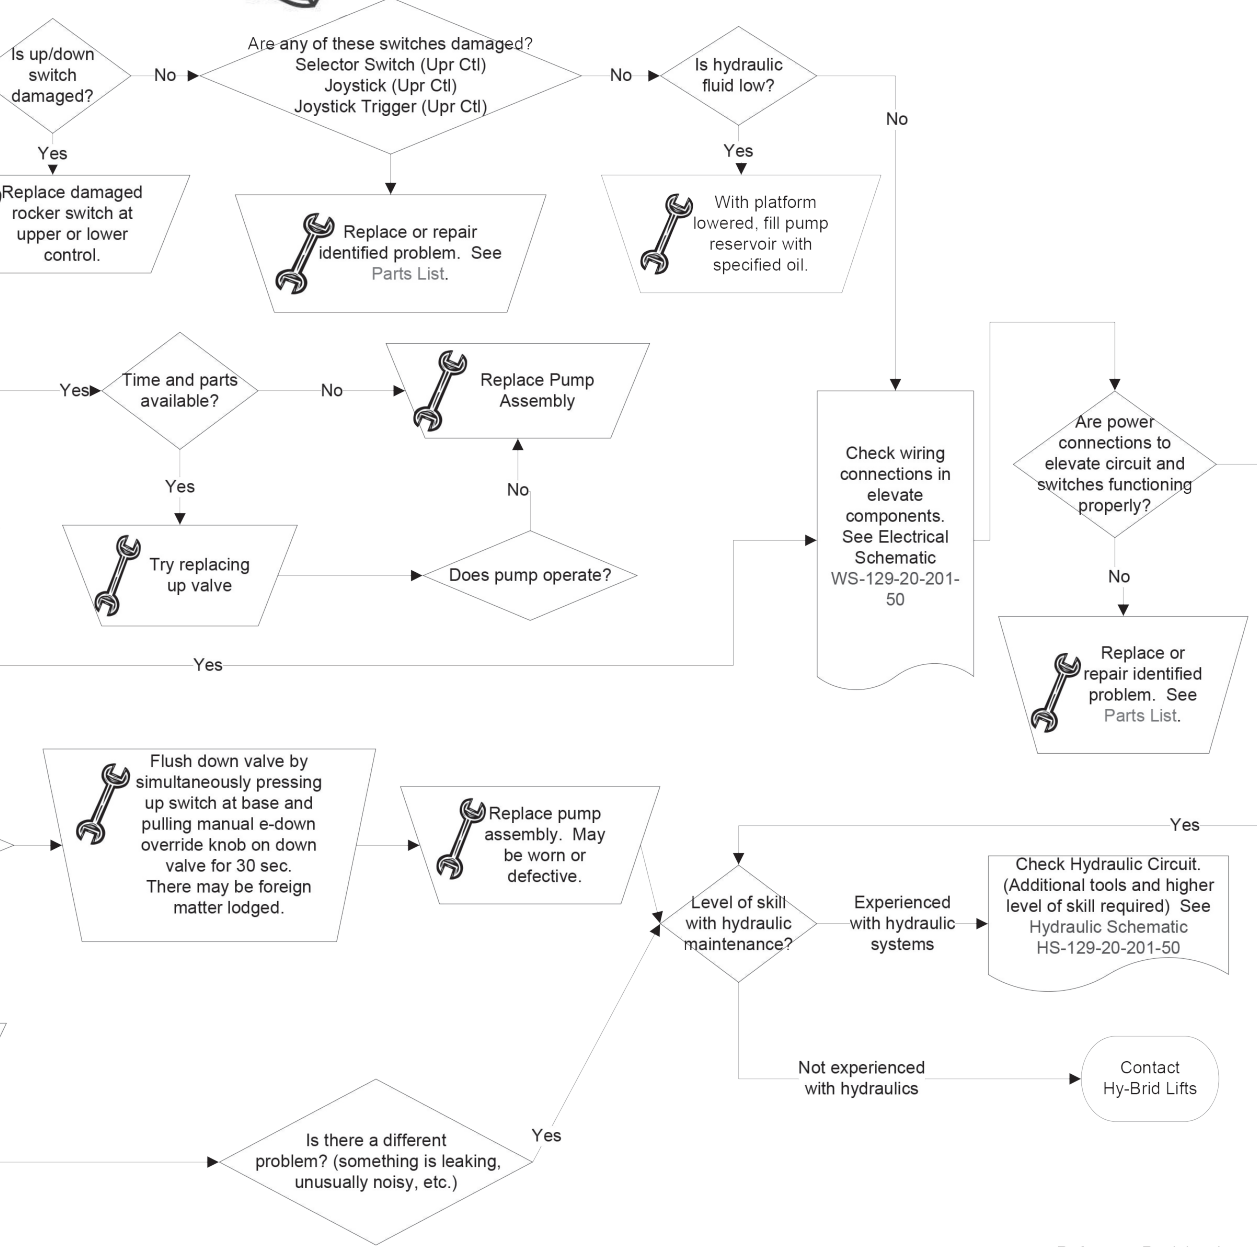 Is up/down
switch
damaged?
No
Are any of these switches damaged?
Selector Switch (Upr Ctl)
Joystick (Upr Ctl)
Joystick Trigger (Upr Ctl)
No
Is hydraulic
fluid low?
No
Yes
Replace damaged
rocker switch at
upper or lower
control.
Replace or repair
identified problem.  See
Parts List.
Yes
With platform
lowered, fill pump
reservoir with
specified oil.
Yes
Time and parts
available?
No
Replace Pump
Assembly
Yes
Try replacing
up valve
No
Does pump operate?
Check wiring
connections in
elevate
components.
See Electrical
Schematic
WS-129-20-201-
50
Are power
connections to
elevate circuit and
switches functioning
properly?
No
Replace or
repair identified
problem.  See
Parts List.
Yes
Flush down valve by
simultaneously pressing
up switch at base and
pulling manual e-down
override knob on down
valve for 30 sec.
There may be foreign
matter lodged.
Replace pump
assembly.  May
be worn or
defective.
Yes
Level of skill
with hydraulic
maintenance?
Experienced
with hydraulic
systems
Check Hydraulic Circuit.
(Additional tools and higher
level of skill required)  See
Hydraulic Schematic
HS-129-20-201-50
Not experienced
with hydraulics
Contact
Hy-Brid Lifts
Is there a different
problem? (something is leaking,
unusually noisy, etc.)
Yes